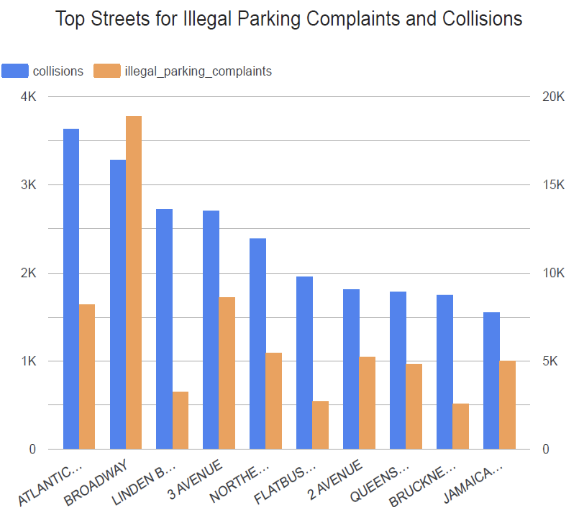 Top Streets for Illegal Parking Complaints and Collisions
collisions illegal_parking_complaints
4K 20K
3K 15K
2K 10K
1K 5K
0 0
ATLANTIC... BROADWAY LINDEN B... 3 AVENUE NORTHE... FLATBUS... 2 AVENUE QUEENS... BRUCKNE... JAMAICA...